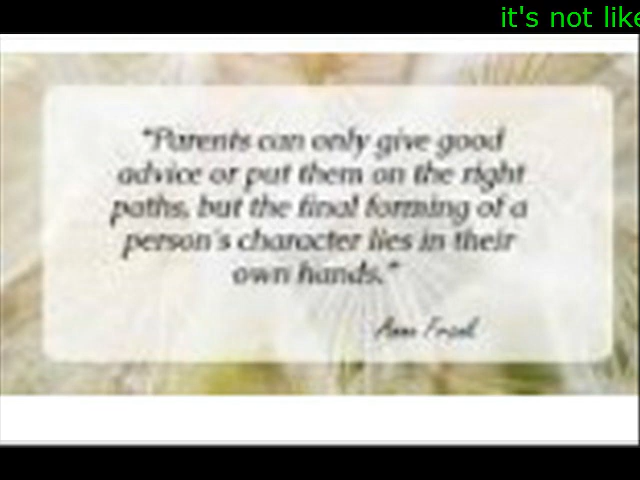 it's not like
"Parents can only give good
advice or put them on the right
paths, but the final forming of a
person's character lies in their
own hands."
Anne Frank